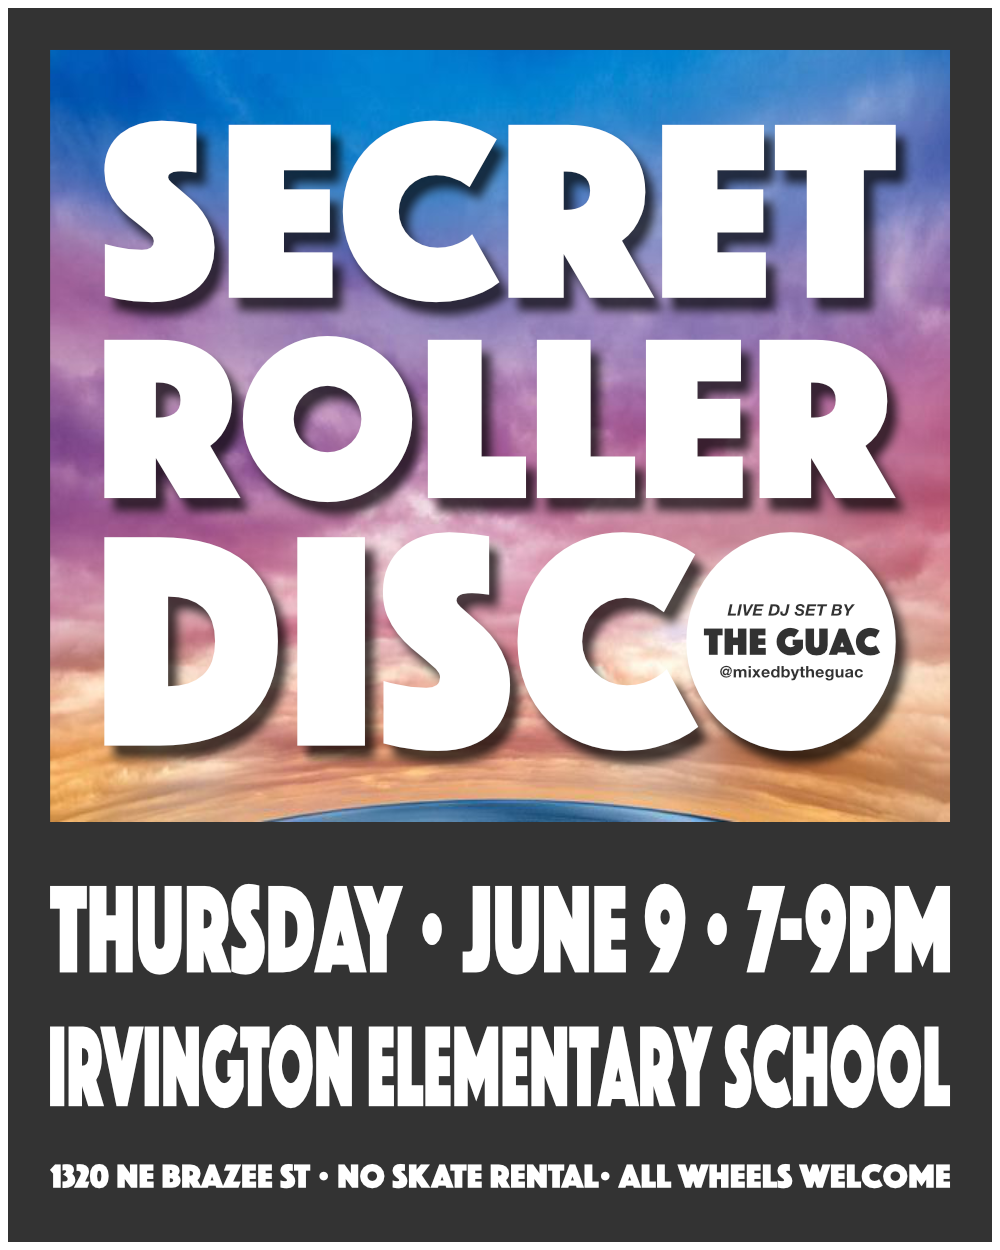 SECRET
ROLLER
DISCO
LIVE DJ SET BY
THE GUAC
@mixedbytheguac
THURSDAY • JUNE 9 • 7-9PM
IRVINGTON ELEMENTARY SCHOOL
1320 NE BRAZEE ST • NO SKATE RENTAL• ALL WHEELS WELCOME